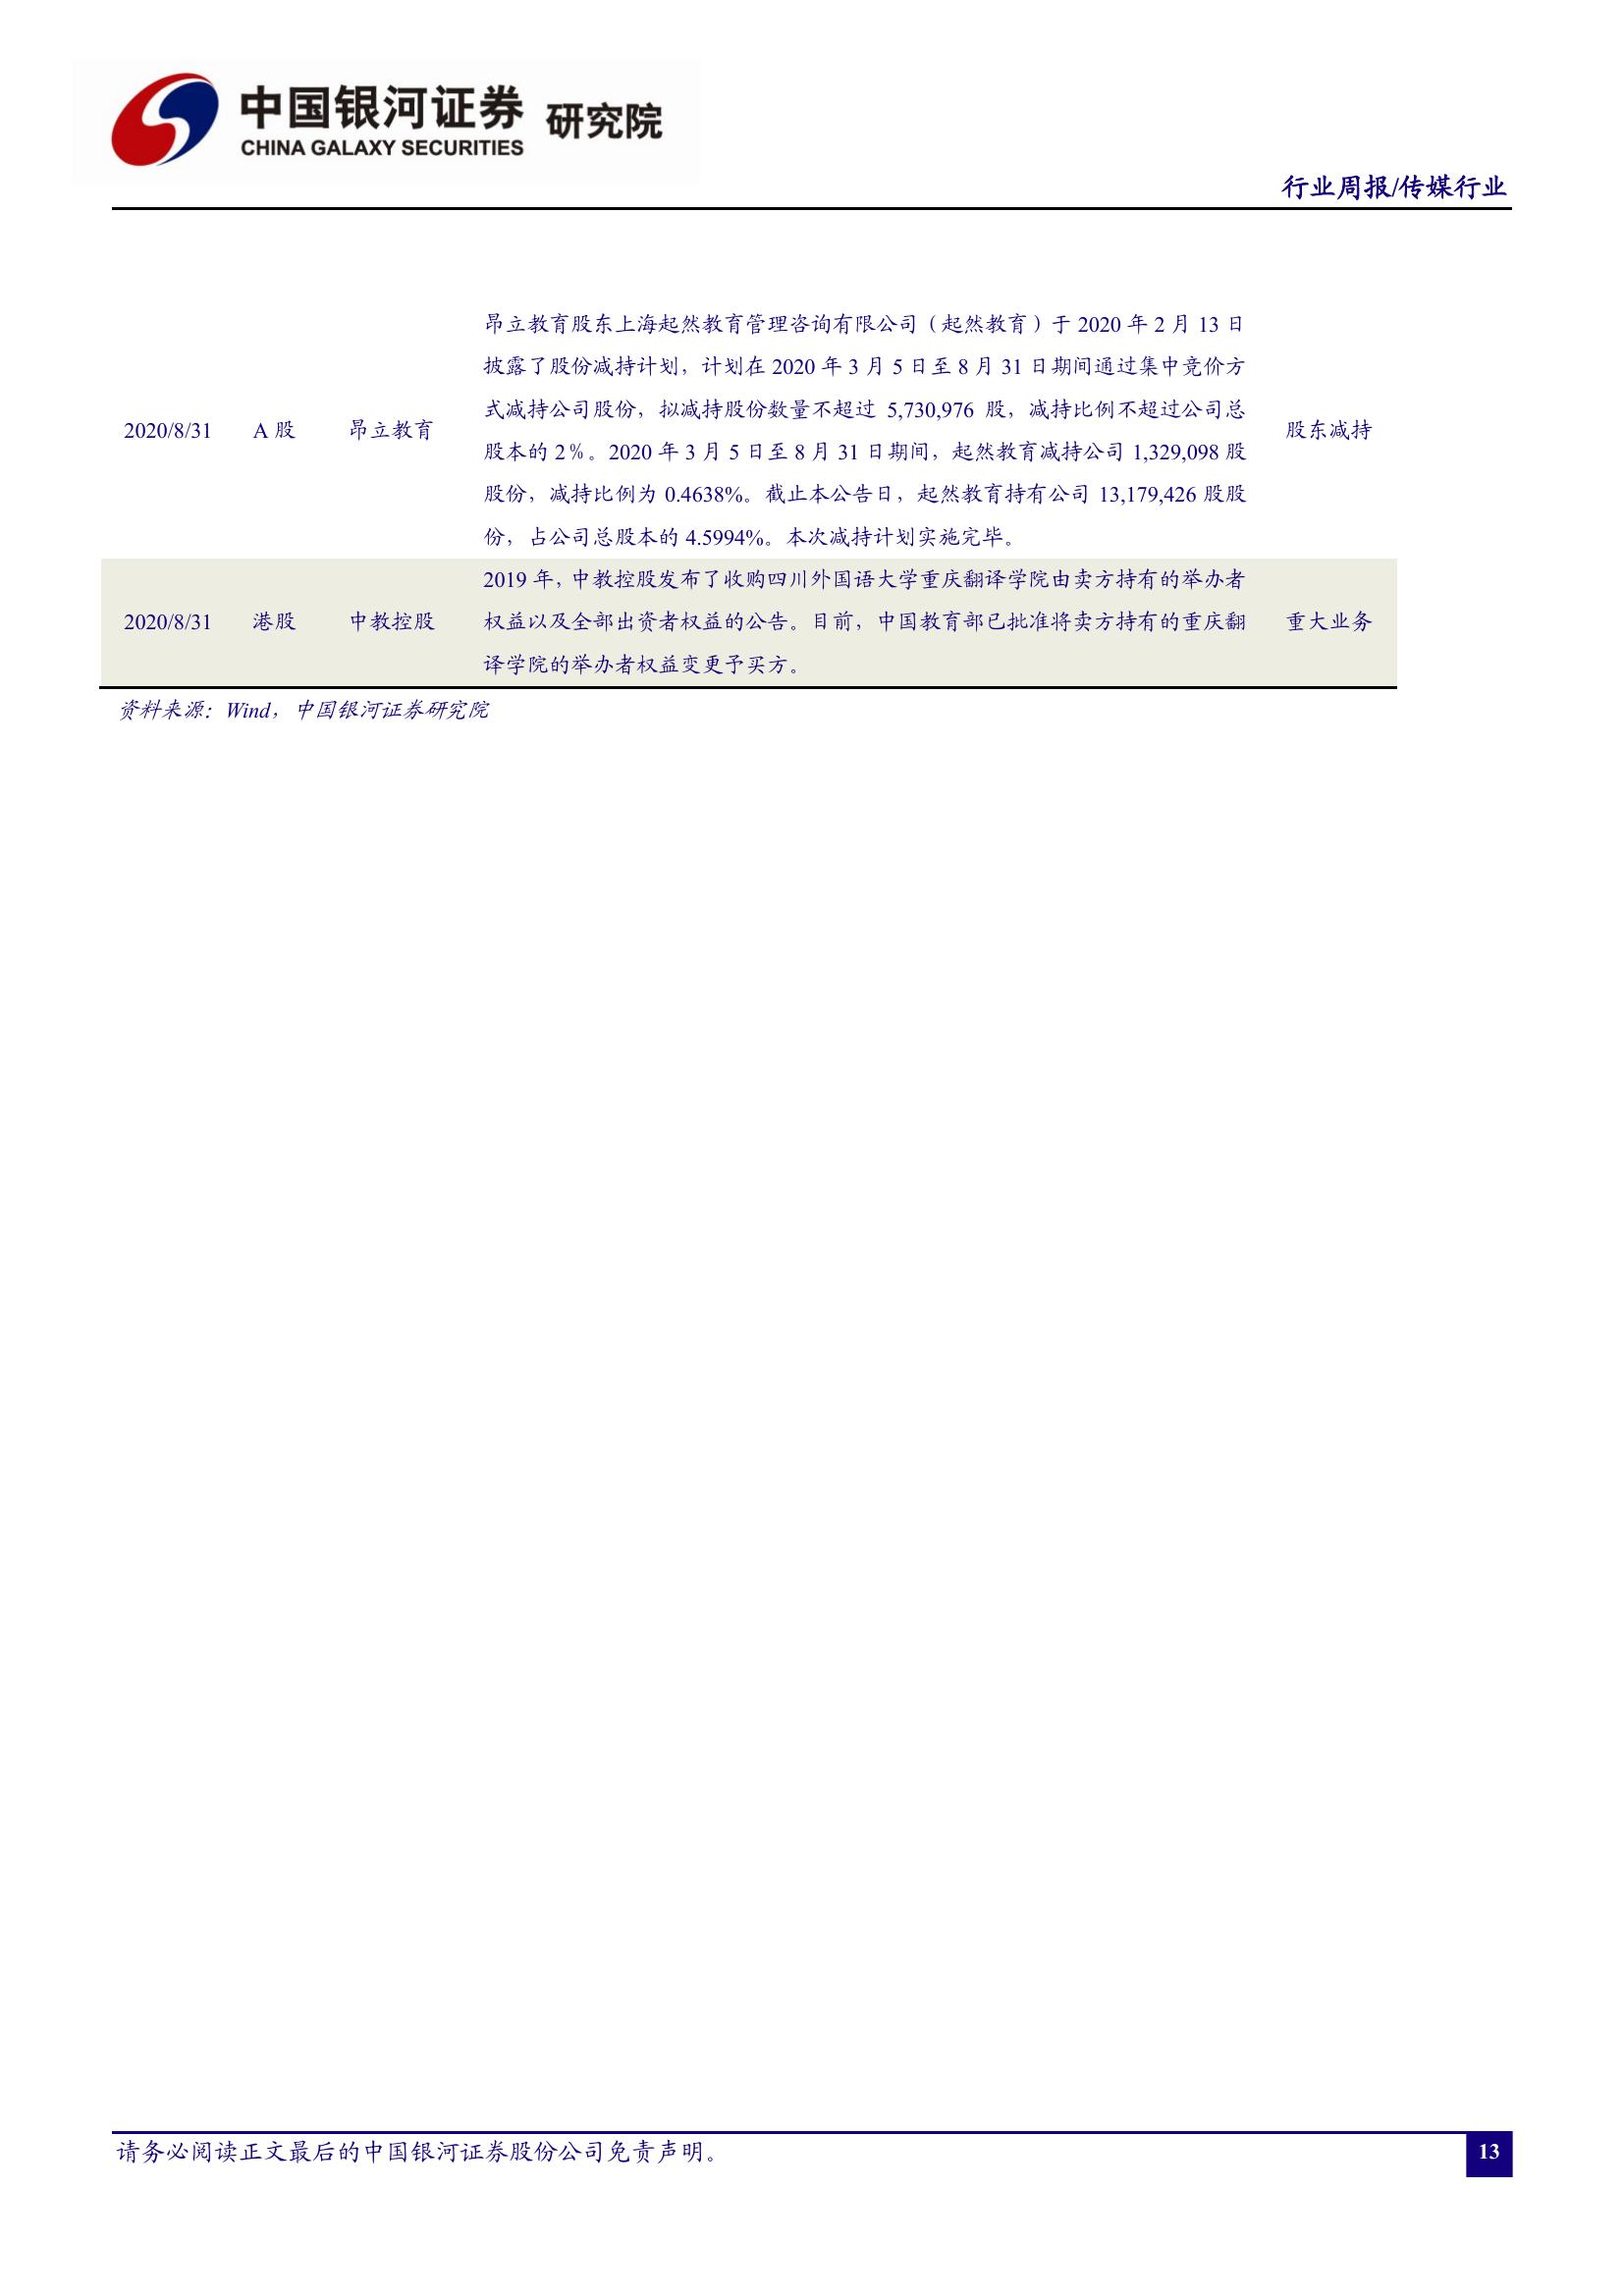 中国银河证券 研究院
CHINA GALAXY SECURITIES
行业周报/传媒行业
昂立教育股东上海起然教育管理咨询有限公司（起然教育）于 2020 年 2 月 13 日
披露了股份减持计划，计划在 2020 年 3 月 5 日至 8 月 31 日期间通过集中竞价方
式减持公司股份，拟减持股份数量不超过 5,730,976 股，减持比例不超过公司总
2020/8/31 A 股 昂立教育 股东减持
股本的 2％。2020 年 3 月 5 日至 8 月 31 日期间，起然教育减持公司 1,329,098 股
股份，减持比例为 0.4638%。截止本公告日，起然教育持有公司 13,179,426 股股
份，占公司总股本的 4.5994%。本次减持计划实施完毕。
2019 年，中教控股发布了收购四川外国语大学重庆翻译学院由卖方持有的举办者
2020/8/31 港股 中教控股 权益以及全部出资者权益的公告。目前，中国教育部已批准将卖方持有的重庆翻 重大业务
译学院的举办者权益变更予买方。
资料来源：Wind，中国银河证券研究院
请务必阅读正文最后的中国银河证券股份公司免责声明。
13